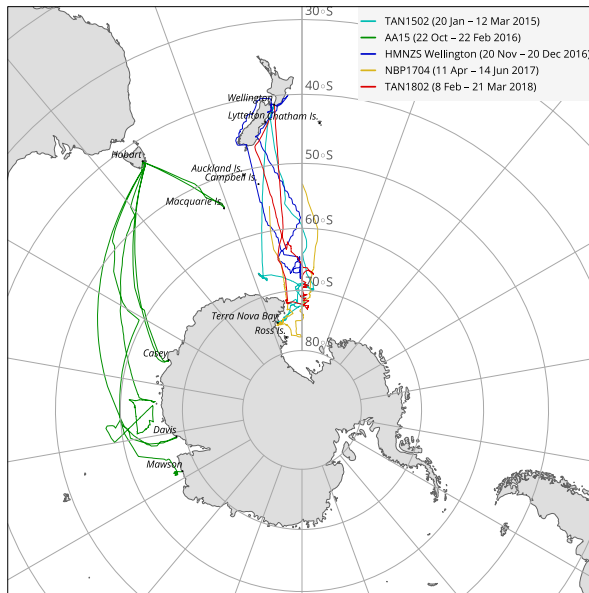 30°S
TAN1502 (20 Jan – 12 Mar 2015)
AA15 (22 Oct – 22 Feb 2016)
HMNZS Wellington (20 Nov – 20 Dec 2016)
NBP1704 (11 Apr – 14 Jun 2017)
TAN1802 (8 Feb – 21 Mar 2018)
40°S
Wellington
Lyttelton
Chatham Is.
Hobart
50°S
Auckland Is.
Campbell Is.
Macquarie Is.
60°S
70°S
Terra Nova Bay
Ross Is.
80°S
Casey
Davis
Mawson